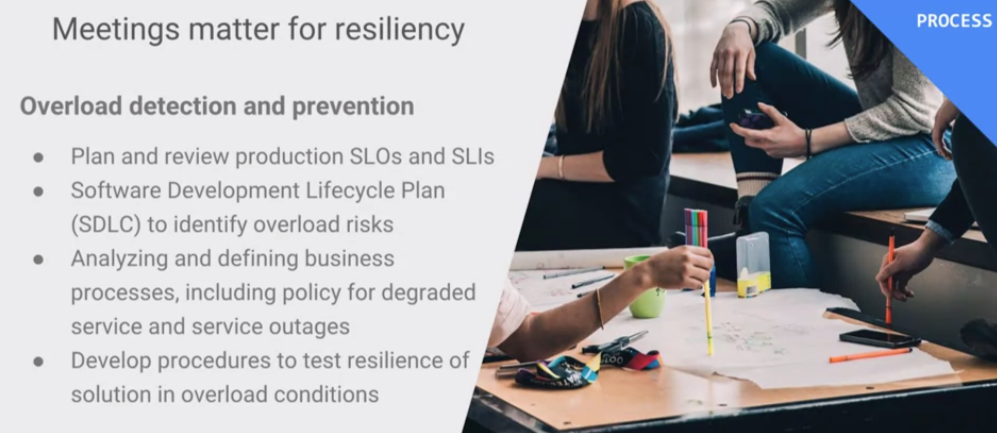 Meetings matter for resiliency
PROCESS
Overload detection and prevention
● Plan and review production SLOs and SLIs
● Software Development Lifecycle Plan
(SDLC) to identify overload risks
● Analyzing and defining business
processes, including policy for degraded
service and service outages
● Develop procedures to test resilience of
solution in overload conditions